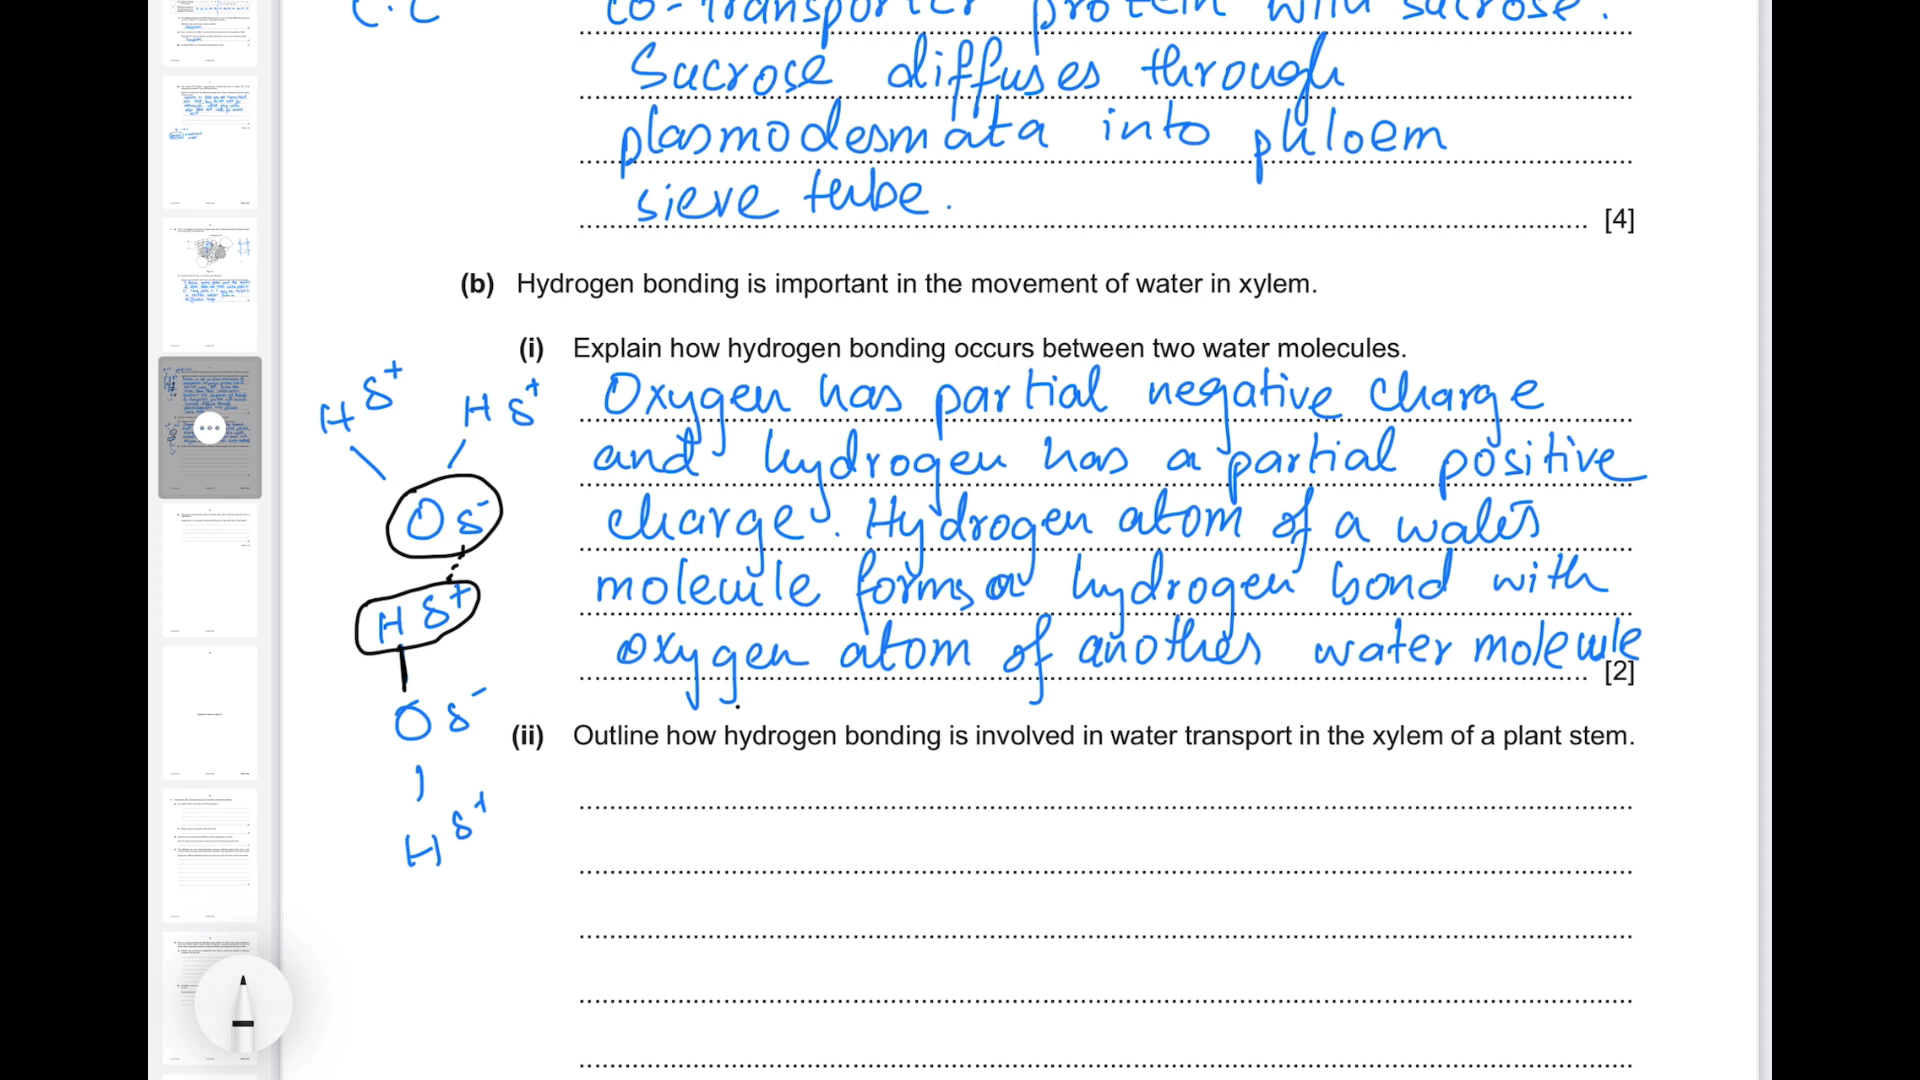 C.C co-transporter protein with sucrose.
Sucrose diffuses through
plasmodesmata into phloem
sieve tube.
[4]
(b) Hydrogen bonding is important in the movement of water in xylem.
(i) Explain how hydrogen bonding occurs between two water molecules.
H δ+ H δ+
O δ-
H δ+
O δ-
H δ+
Oxygen has partial negative charge
and hydrogen has a partial positive
charge. Hydrogen atom of a water
molecule forms a hydrogen bond with
oxygen atom of another water molecule
[2]
(ii) Outline how hydrogen bonding is involved in water transport in the xylem of a plant stem.